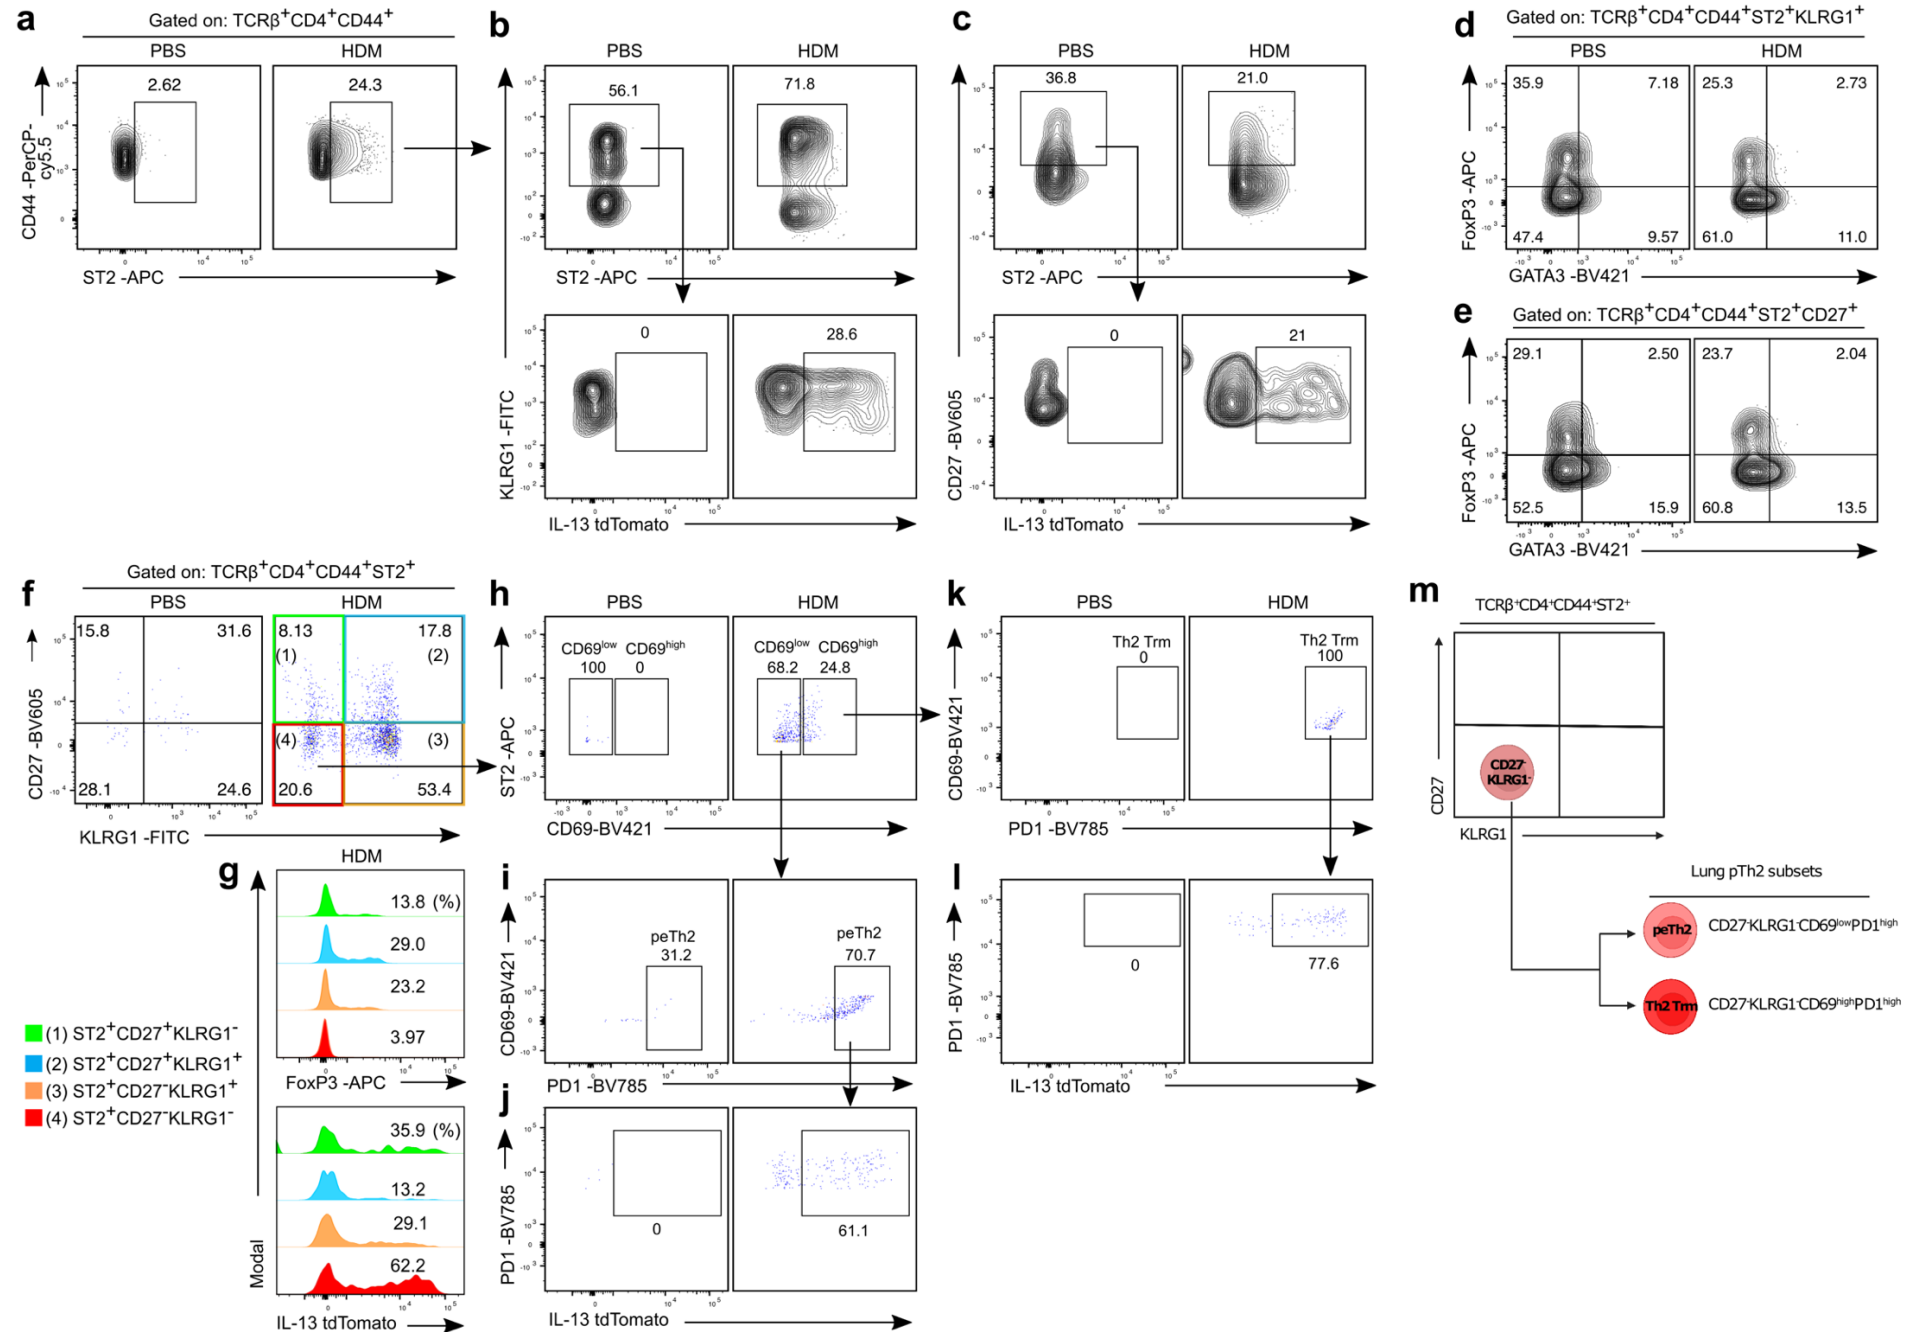 a
Gated on: TCRβ⁺CD4⁺CD44⁺
PBS
HDM
2.62
24.3
CD44 -PerCP-
cy5.5
ST2 -APC
b
PBS
HDM
56.1
71.8
ST2 -APC
0
28.6
KLRG1 -FITC
IL-13 tdTomato
c
PBS
HDM
36.8
21.0
ST2 -APC
0
21
CD27 -BV605
IL-13 tdTomato
d
Gated on: TCRβ⁺CD4⁺CD44⁺ST2⁺KLRG1⁺
PBS
HDM
35.9
7.18
25.3
2.73
47.4
9.57
61.0
11.0
FoxP3 -APC
GATA3 -BV421
e
Gated on: TCRβ⁺CD4⁺CD44⁺ST2⁺CD27⁺
29.1
2.50
23.7
2.04
52.5
15.9
60.8
13.5
FoxP3 -APC
GATA3 -BV421
f
Gated on: TCRβ⁺CD4⁺CD44⁺ST2⁺
PBS
HDM
15.8
31.6
8.13
17.8
(1)
(2)
(4)
(3)
28.1
24.6
20.6
53.4
CD27 -BV605
KLRG1 -FITC
g
HDM
13.8 (%)
29.0
23.2
3.97
FoxP3 -APC
35.9 (%)
13.2
29.1
62.2
Modal
IL-13 tdTomato
(1) ST2⁺CD27⁺KLRG1⁻
(2) ST2⁺CD27⁺KLRG1⁺
(3) ST2⁺CD27⁻KLRG1⁺
(4) ST2⁺CD27⁻KLRG1⁻
h
PBS
HDM
CD69low CD69high
100 0
CD69low CD69high
68.2 24.8
ST2 -APC
CD69-BV421
i
peTh2
31.2
peTh2
70.7
CD69-BV421
PD1 -BV785
j
0
61.1
PD1 -BV785
IL-13 tdTomato
k
PBS
HDM
Th2 Trm
0
Th2 Trm
100
CD69-BV421
PD1 -BV785
l
0
77.6
PD1 -BV785
IL-13 tdTomato
m
TCRβ⁺CD4⁺CD44⁺ST2⁺
CD27
CD27⁻
KLRG1⁻
KLRG1
Lung pTh2 subsets
peTh2
CD27⁻KLRG1⁻CD69lowPD1high
Th2 Trm
CD27⁻KLRG1⁻CD69highPD1high